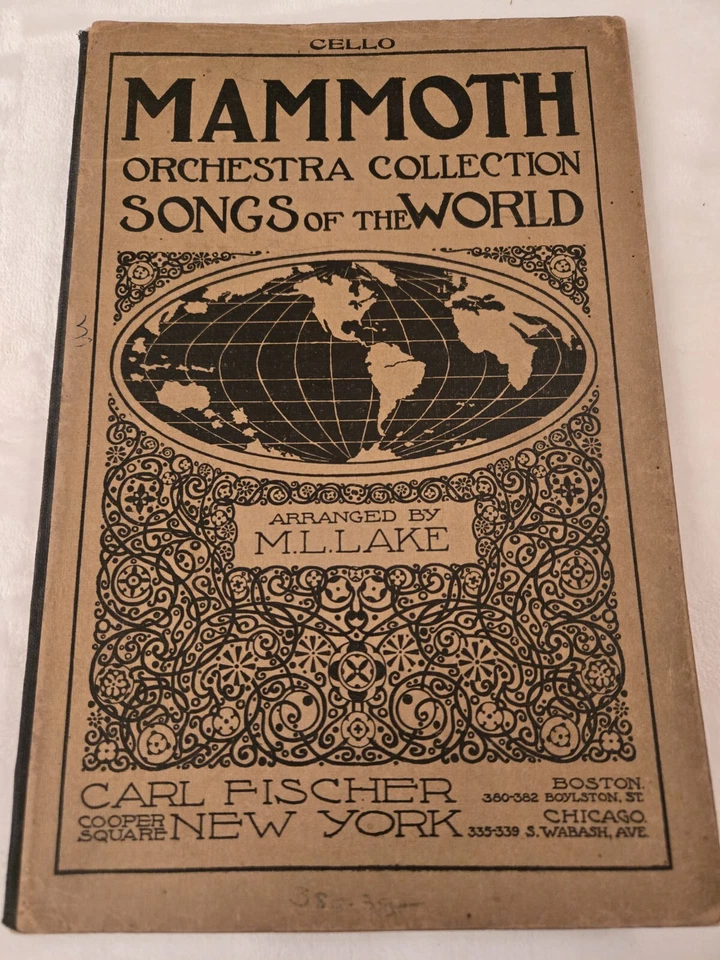 CELLO
MAMMOTH
ORCHESTRA COLLECTION
SONGS OF THE WORLD
ARRANGED BY
M.L. LAKE
CARL FISCHER
COOPER SQUARE NEW YORK
BOSTON.
380-382 BOYLSTON, ST.
CHICAGO.
335-339 S. WABASH, AVE.